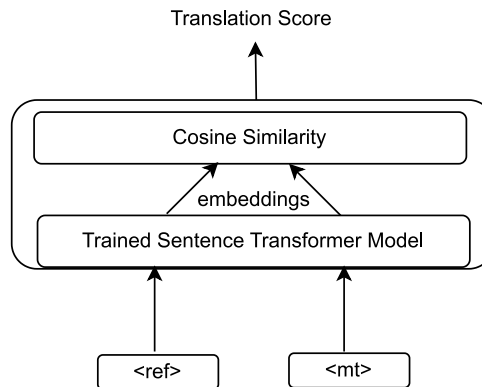 Translation Score
Cosine Similarity
embeddings
Trained Sentence Transformer Model
<ref>
<mt>